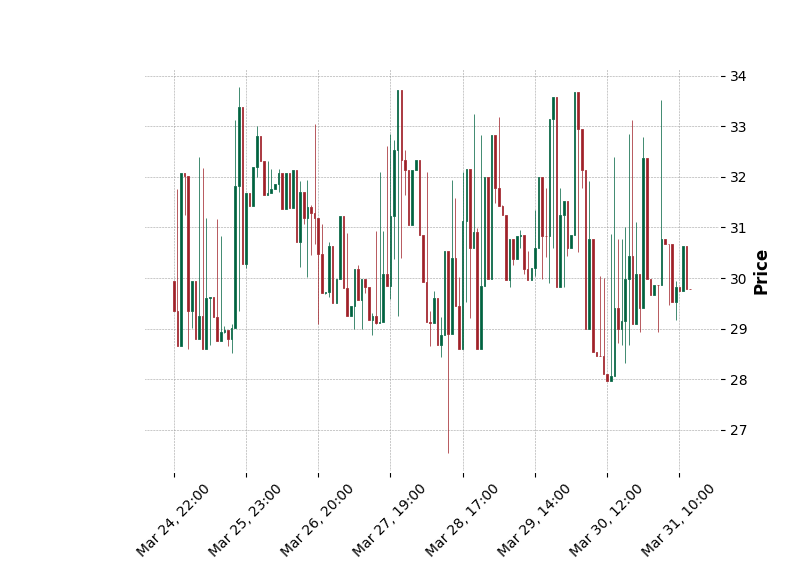 34
33
32
31
30
29
28
27
Price
Mar 24, 22:00
Mar 25, 23:00
Mar 26, 20:00
Mar 27, 19:00
Mar 28, 17:00
Mar 29, 14:00
Mar 30, 12:00
Mar 31, 10:00